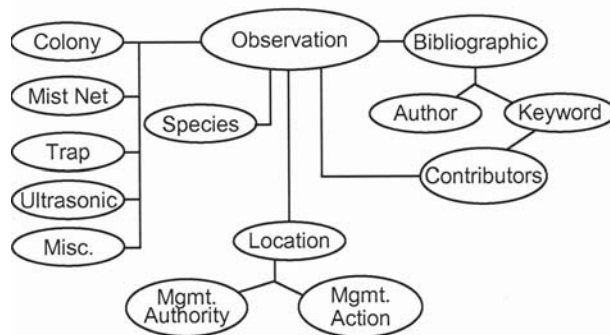 Colony
Observation
Bibliographic
Mist Net
Author
Keyword
Species
Trap
Contributors
Ultrasonic
Misc.
Location
Mgmt.
Authority
Mgmt.
Action